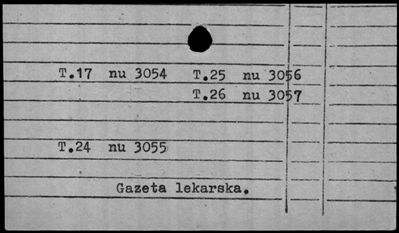 T.17 nu 3054 T.25 nu 3056
T.26 nu 3057
T.24 nu 3055
Gazeta lekarska.